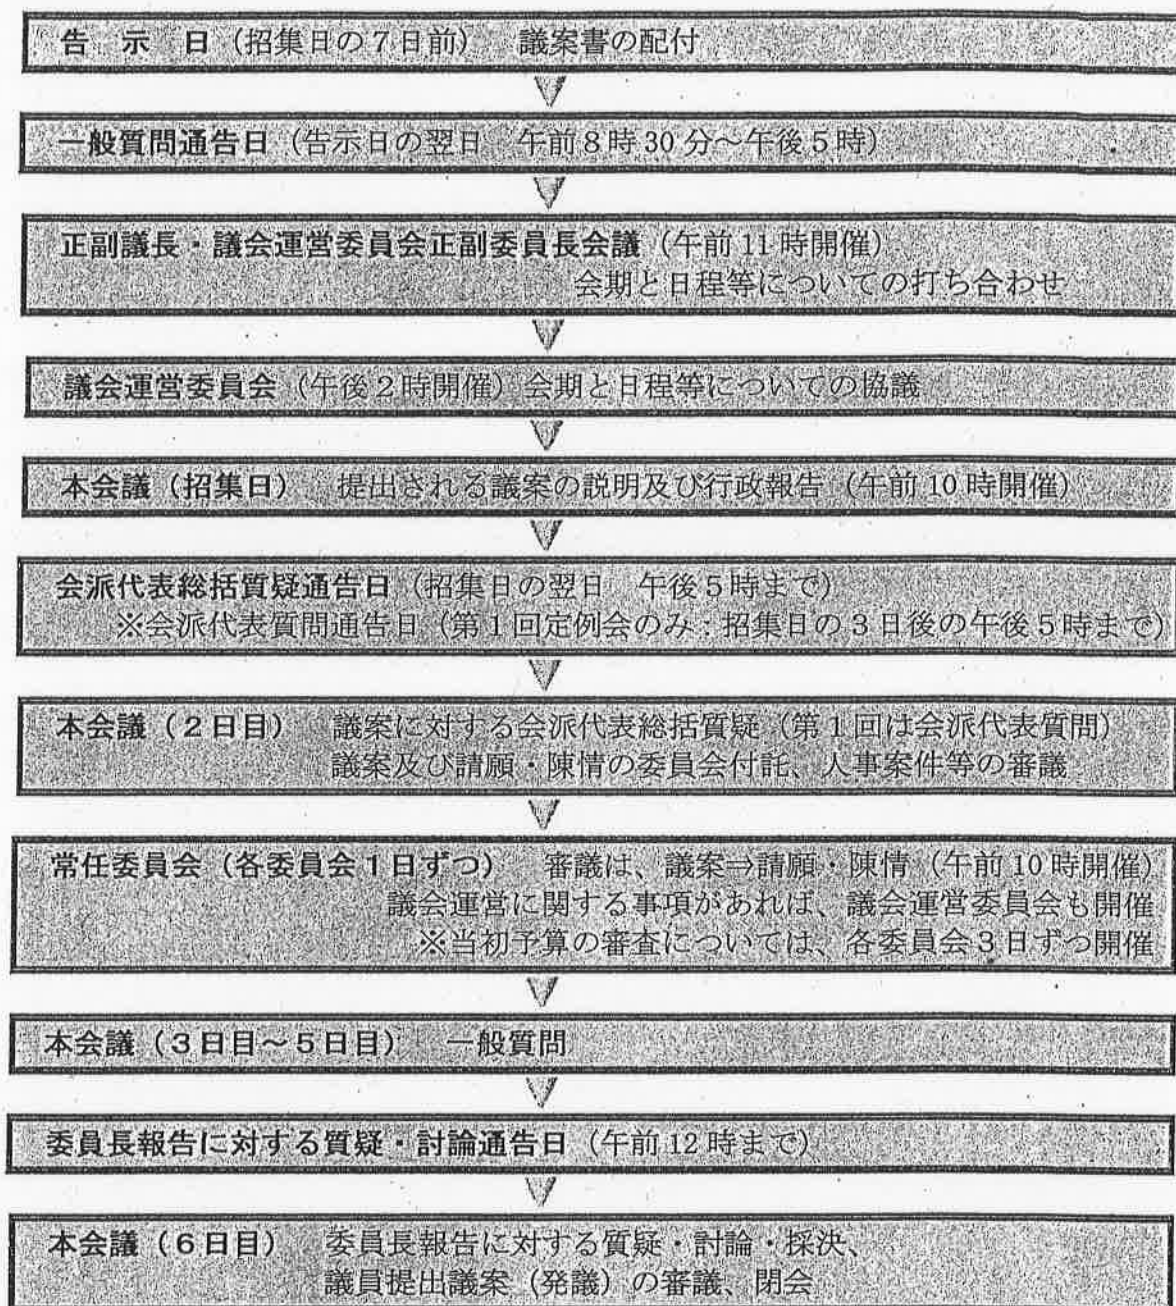 告　示　日（招集日の７日前）　議案書の配付
一般質問通告日（告示日の翌日　午前８時30分～午後５時）
正副議長・議会運営委員会正副委員長会議（午前11時開催）
会期と日程等についての打ち合わせ
議会運営委員会（午後２時開催）会期と日程等についての協議
本会議（招集日）　提出される議案の説明及び行政報告（午前10時開催）
会派代表総括質疑通告日（招集日の翌日　午後５時まで）
※会派代表質問通告日（第１回定例会のみ：招集日の３日後の午後５時まで）
本会議（２日目）　議案に対する会派代表総括質疑（第１回は会派代表質問）
議案及び請願・陳情の委員会付託、人事案件等の審議
常任委員会（各委員会１日ずつ）　審議は、議案⇒請願・陳情（午前10時開催）
議会運営に関する事項があれば、議会運営委員会も開催
※当初予算の審査については、各委員会３日ずつ開催
本会議（３日目～５日目）　一般質問
委員長報告に対する質疑・討論通告日（午前12時まで）
本会議（６日目）　委員長報告に対する質疑・討論・採決、
議員提出議案（発議）の審議、閉会